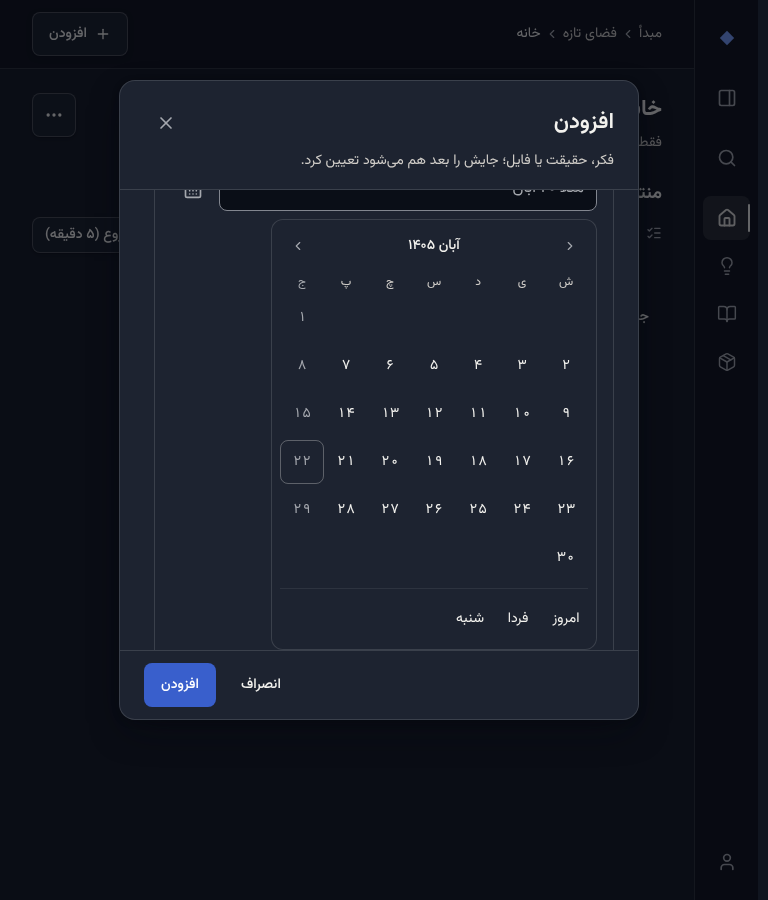 مبدأ › فضای تازه › خانه
افزودن
افزودن
فکر، حقیقت یا فایل؛ جایش را بعد هم می‌شود تعیین کرد.
(۵ دقیقه)
آبان ۱۴۰۵
ش ی د س چ پ ج
۱
۲ ۳ ۴ ۵ ۶ ۷ ۸
۹ ۱۰ ۱۱ ۱۲ ۱۳ ۱۴ ۱۵
۱۶ ۱۷ ۱۸ ۱۹ ۲۰ ۲۱ ۲۲
۲۳ ۲۴ ۲۵ ۲۶ ۲۷ ۲۸ ۲۹
۳۰
امروز فردا شنبه
انصراف افزودن